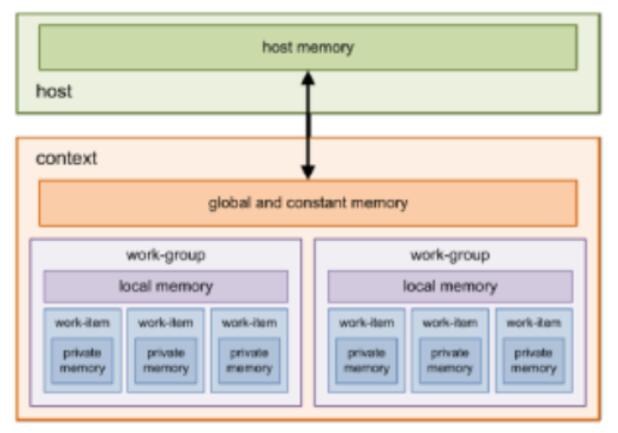 host memory
host
context
global and constant memory
work-group
local memory
work-item work-item work-item
private private private
memory memory memory
work-group
local memory
work-item work-item work-item
private private private
memory memory memory